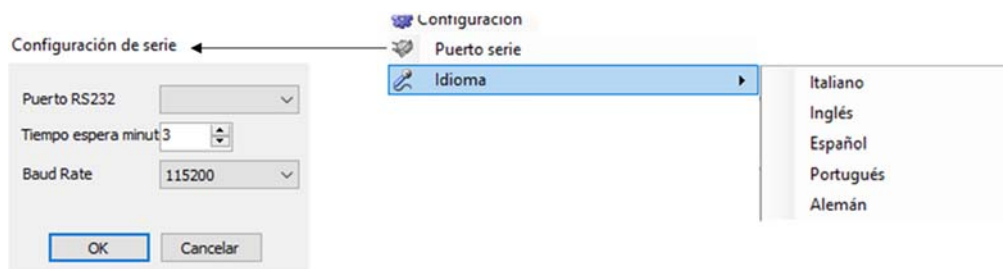 Configuración
Configuración de serie
Puerto serie
Idioma
Puerto RS232
Tiempo espera minut 3
Baud Rate 115200
OK Cancelar
Italiano
Inglés
Español
Portugués
Alemán